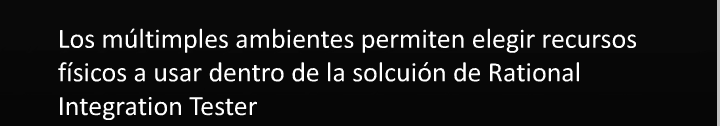 Los múltimples ambientes permiten elegir recursos
físicos a usar dentro de la solcuión de Rational
Integration Tester